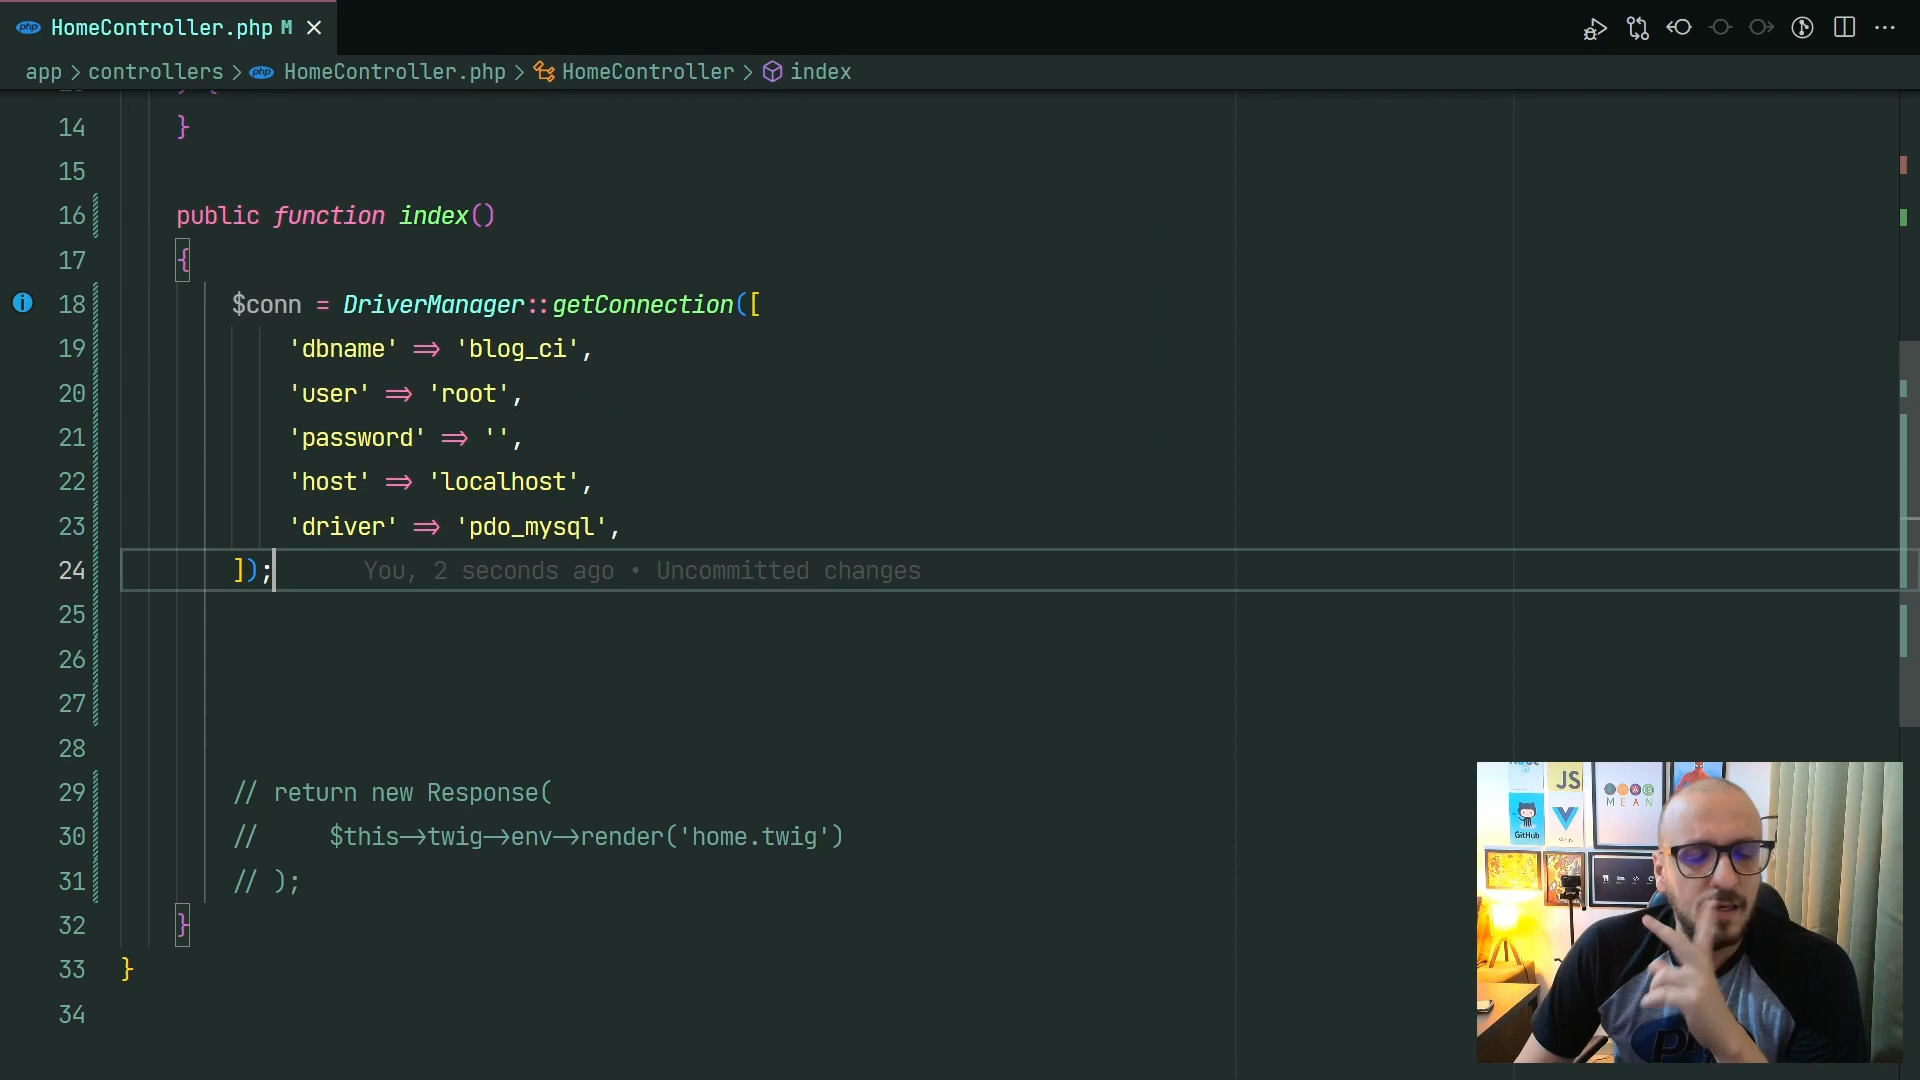 HomeController.php M
app > controllers > HomeController.php > HomeController > index
14 }
15
16 public function index()
17 {
18 $conn = DriverManager::getConnection([
19 'dbname' => 'blog_ci',
20 'user' => 'root',
21 'password' => '',
22 'host' => 'localhost',
23 'driver' => 'pdo_mysql',
24 ]); You, 2 seconds ago • Uncommitted changes
25
26
27
28
29 // return new Response(
30 // $this->twig->env->render('home.twig')
31 // );
32 }
33 }
34
JS
MEAN
GitHub